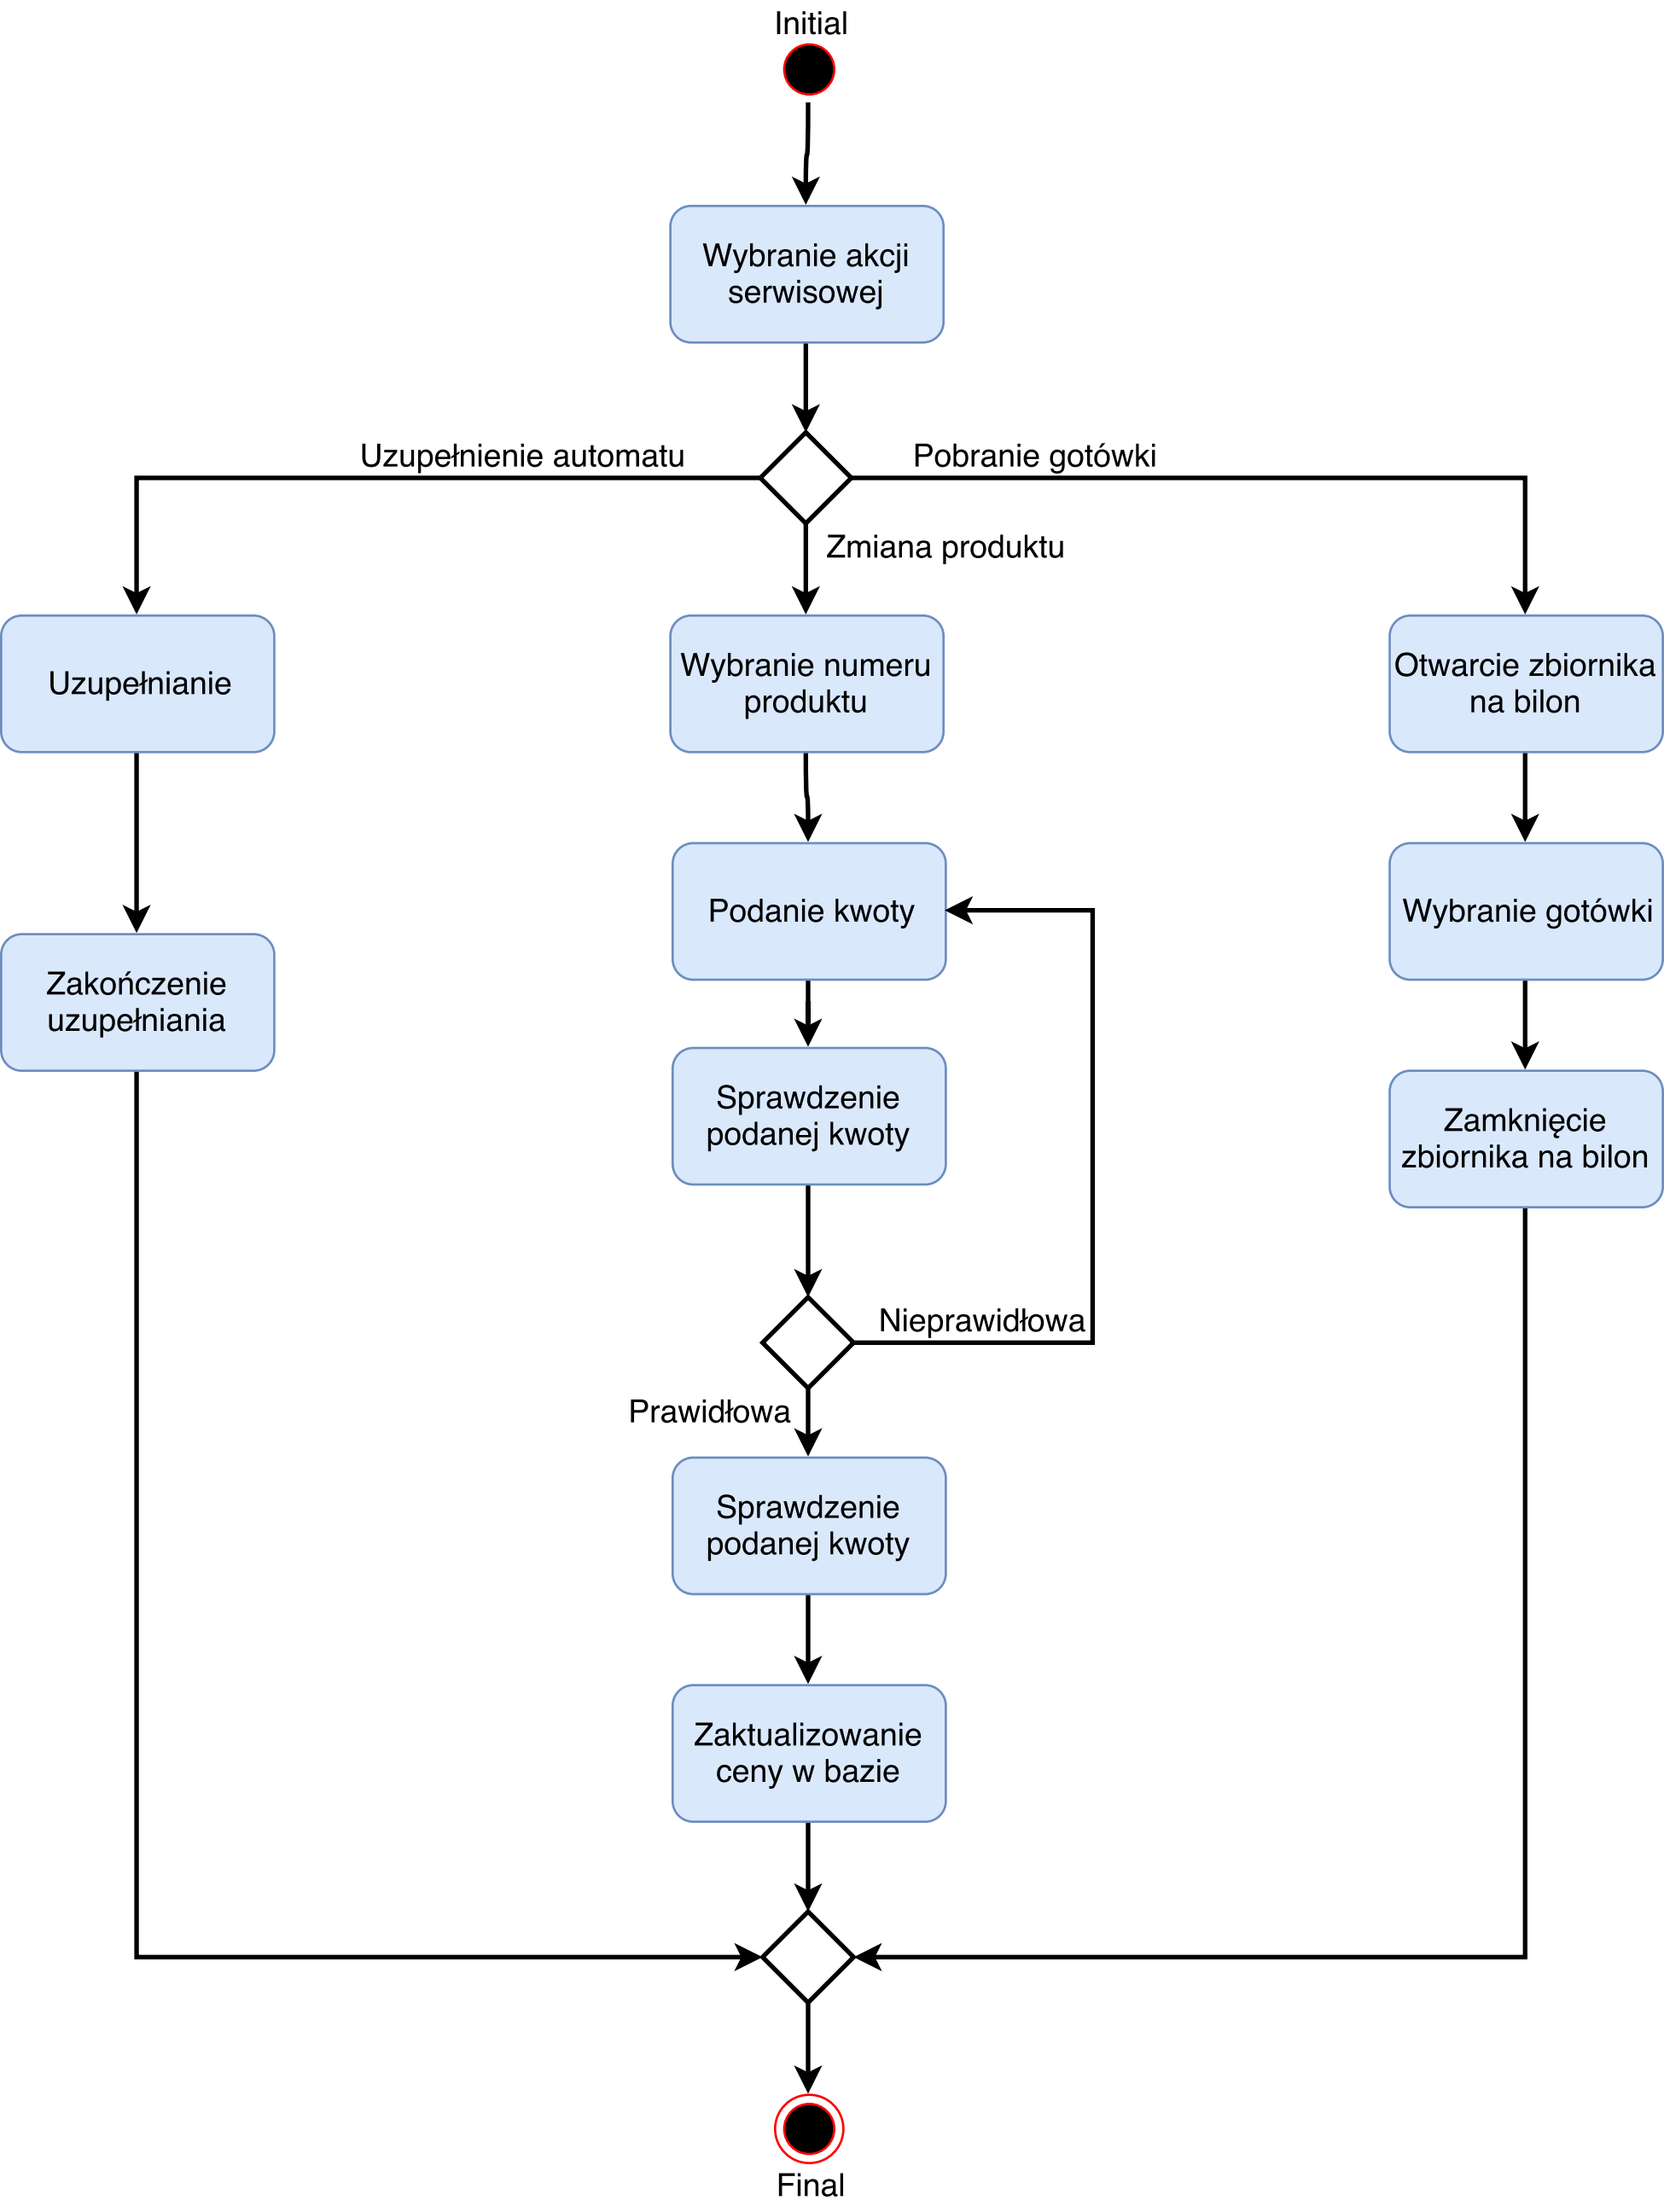 Initial
Wybranie akcji
serwisowej
Uzupełnienie automatu
Pobranie gotówki
Zmiana produktu
Uzupełnianie
Wybranie numeru
produktu
Otwarcie zbiornika
na bilon
Podanie kwoty
Wybranie gotówki
Zakończenie
uzupełniania
Sprawdzenie
podanej kwoty
Zamknięcie
zbiornika na bilon
Nieprawidłowa
Prawidłowa
Sprawdzenie
podanej kwoty
Zaktualizowanie
ceny w bazie
Final